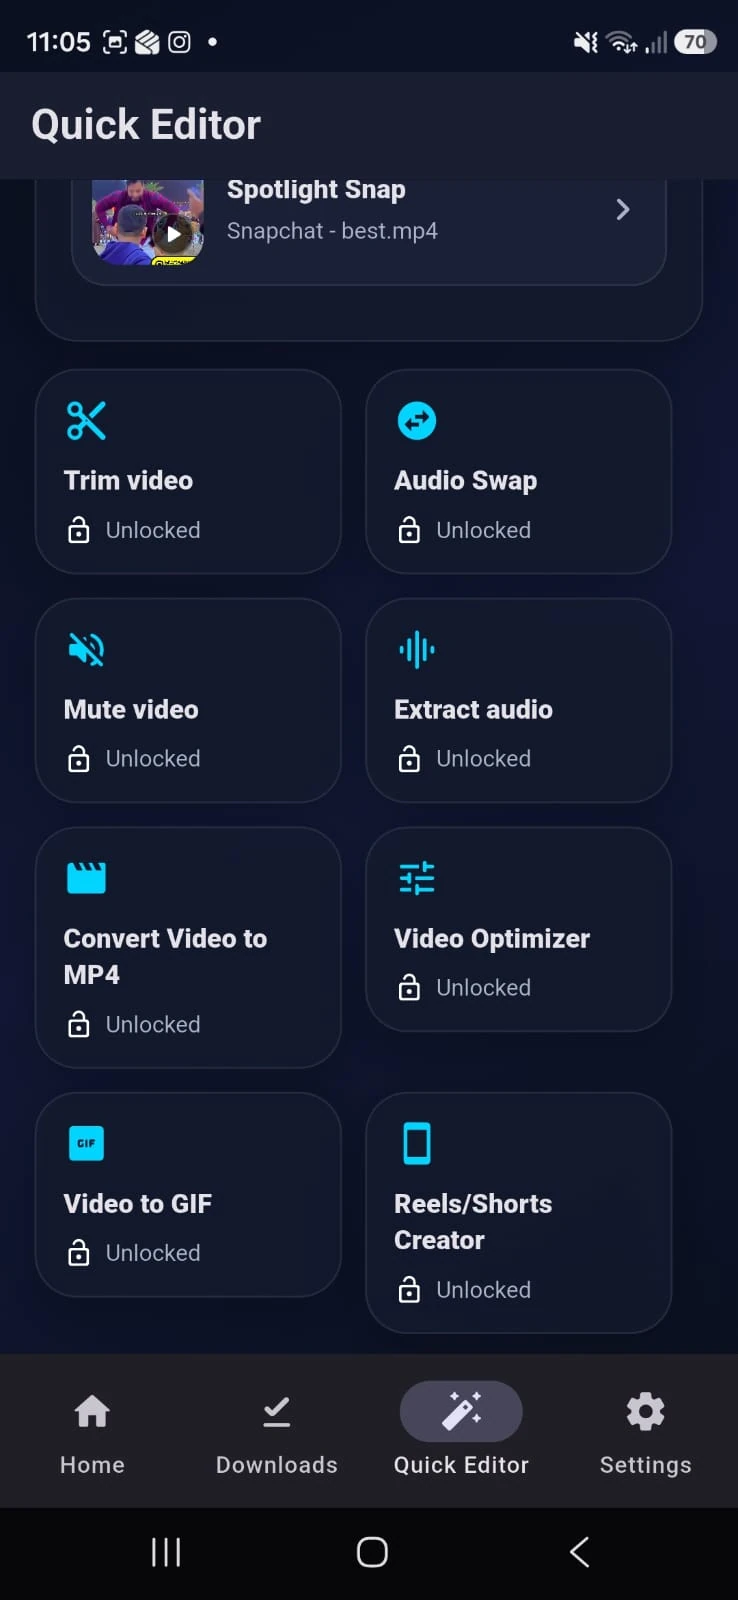 11:05
70
Quick Editor
Spotlight Snap
Snapchat - best.mp4
Trim video
Unlocked
Audio Swap
Unlocked
Mute video
Unlocked
Extract audio
Unlocked
Convert Video to
MP4
Unlocked
Video Optimizer
Unlocked
GIF
Video to GIF
Unlocked
Reels/Shorts
Creator
Unlocked
Home
Downloads
Quick Editor
Settings